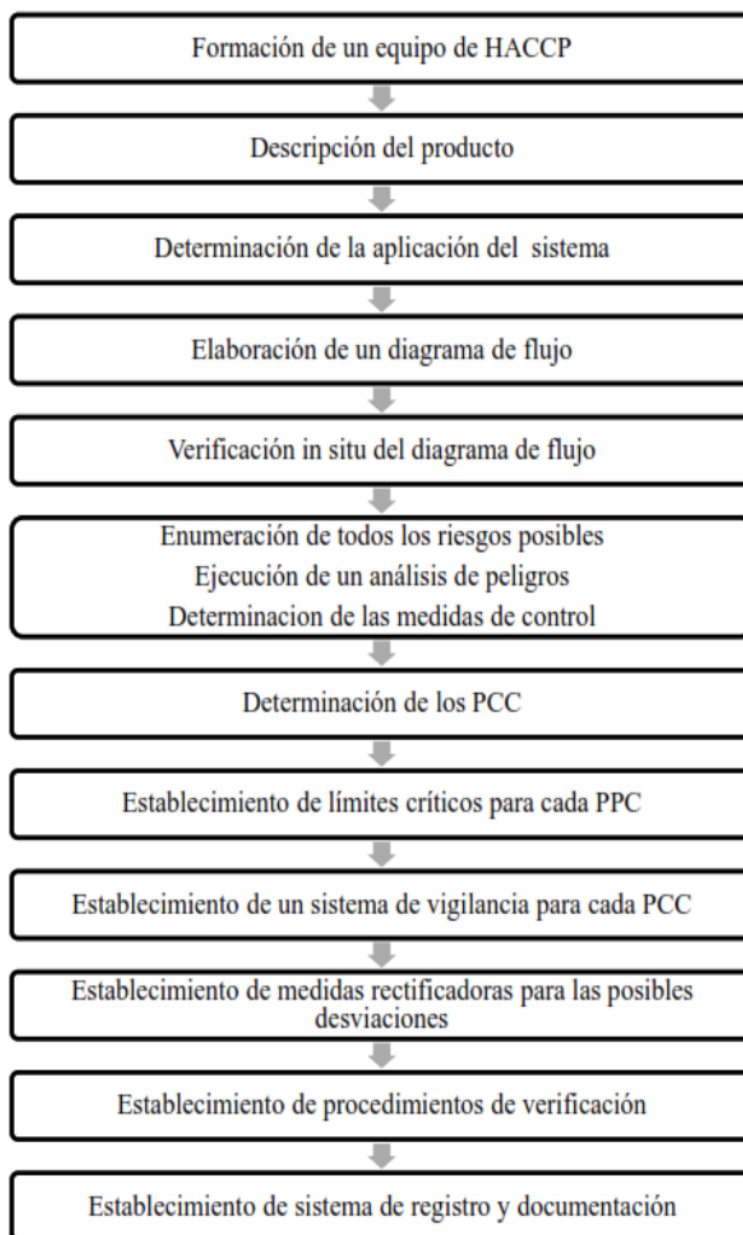 Formación de un equipo de HACCP
Descripción del producto
Determinación de la aplicación del sistema
Elaboración de un diagrama de flujo
Verificación in situ del diagrama de flujo
Enumeración de todos los riesgos posibles
Ejecución de un análisis de peligros
Determinacion de las medidas de control
Determinación de los PCC
Establecimiento de límites críticos para cada PPC
Establecimiento de un sistema de vigilancia para cada PCC
Establecimiento de medidas rectificadoras para las posibles
desviaciones
Establecimiento de procedimientos de verificación
Establecimiento de sistema de registro y documentación